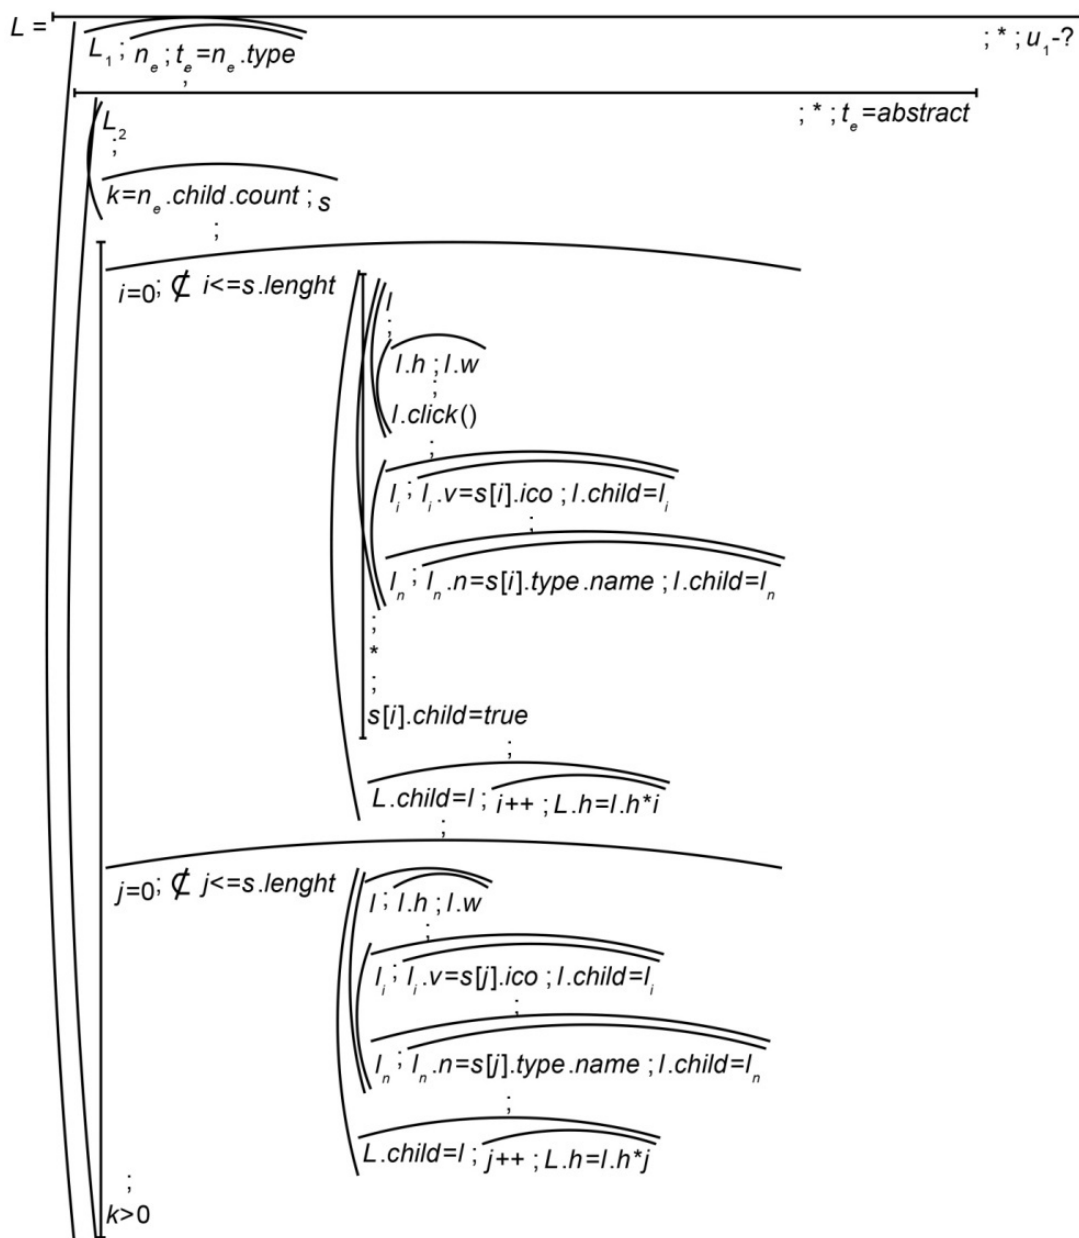 L =
; * ; u₁-?
L₁ ; nₑ ; tₑ=nₑ.type
;
; * ; tₑ=abstract
L₂
;
k=nₑ.child.count ; s
;
i=0; ⊄ i<=s.lenght
l
;
l.h ; l.w
;
l.click()
;
lᵢ ; lᵢ.v=s[i].ico ; l.child=lᵢ
;
lₙ ; lₙ.n=s[i].type.name ; l.child=lₙ
;
*
;
s[i].child=true
;
L.child=l ; i++ ; L.h=l.h*i
;
j=0; ⊄ j<=s.lenght
l ; l.h ; l.w
;
lᵢ ; lᵢ.v=s[j].ico ; l.child=lᵢ
;
lₙ ; lₙ.n=s[j].type.name ; l.child=lₙ
;
L.child=l ; j++ ; L.h=l.h*j
;
k>0